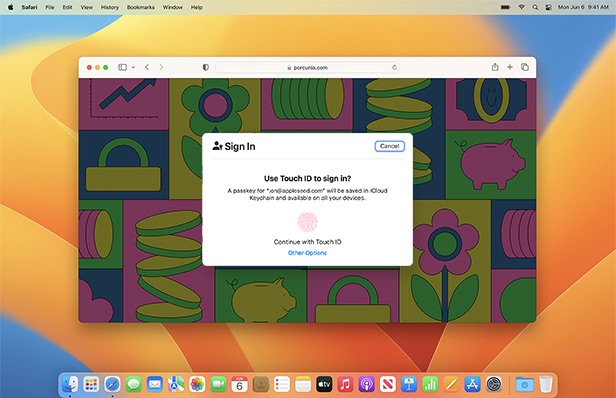 Safari File Edit View History Bookmarks Window Help Mon Jun 6 9:41 AM
porcunia.com
Sign In Cancel
Use Touch ID to sign in?
A passkey for "jon@appleseed.com" will be saved in iCloud
Keychain and available on all your devices.
Continue with Touch ID
Other Options
JUN
6
tv